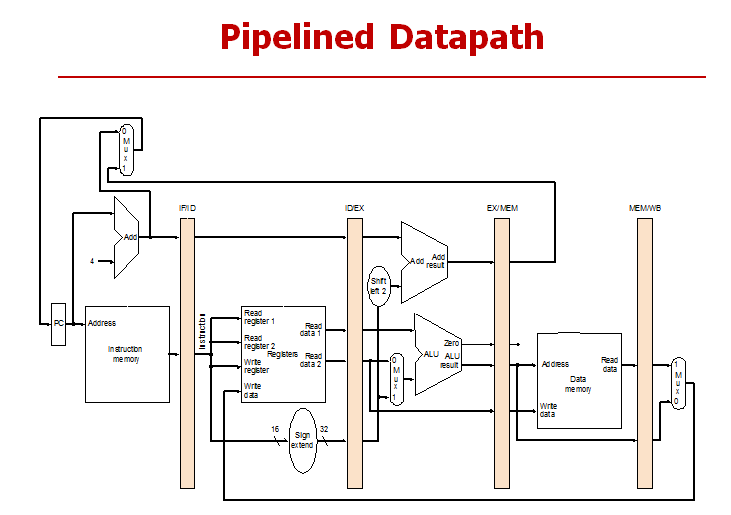 Pipelined Datapath
0
M
u
x
1
IF/ID
ID/EX
EX/MEM
MEM/WB
Add
4
Add
Add
result
Shift
left 2
PC
Address
Instruction
memory
Instruction
Read
register 1
Read
register 2
Write
register
Write
data
Registers
Read
data 1
Read
data 2
0
M
u
x
1
Zero
ALU
ALU
result
Address
Read
data
Data
memory
Write
data
1
M
u
x
0
16
Sign
extend
32